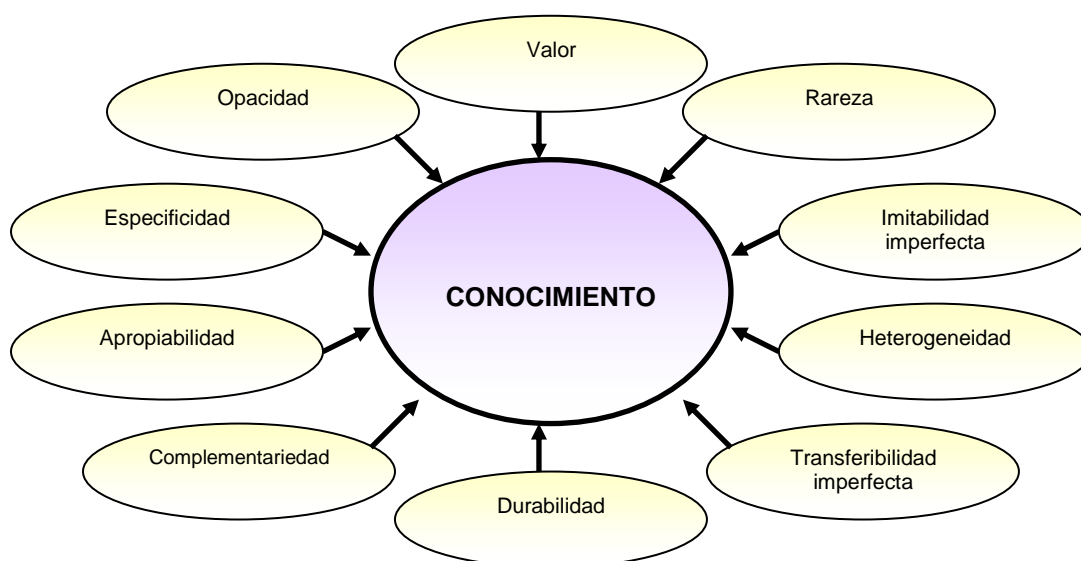 Valor
Opacidad
Rareza
Especificidad
Imitabilidad
imperfecta
CONOCIMIENTO
Apropiabilidad
Heterogeneidad
Complementariedad
Transferibilidad
imperfecta
Durabilidad